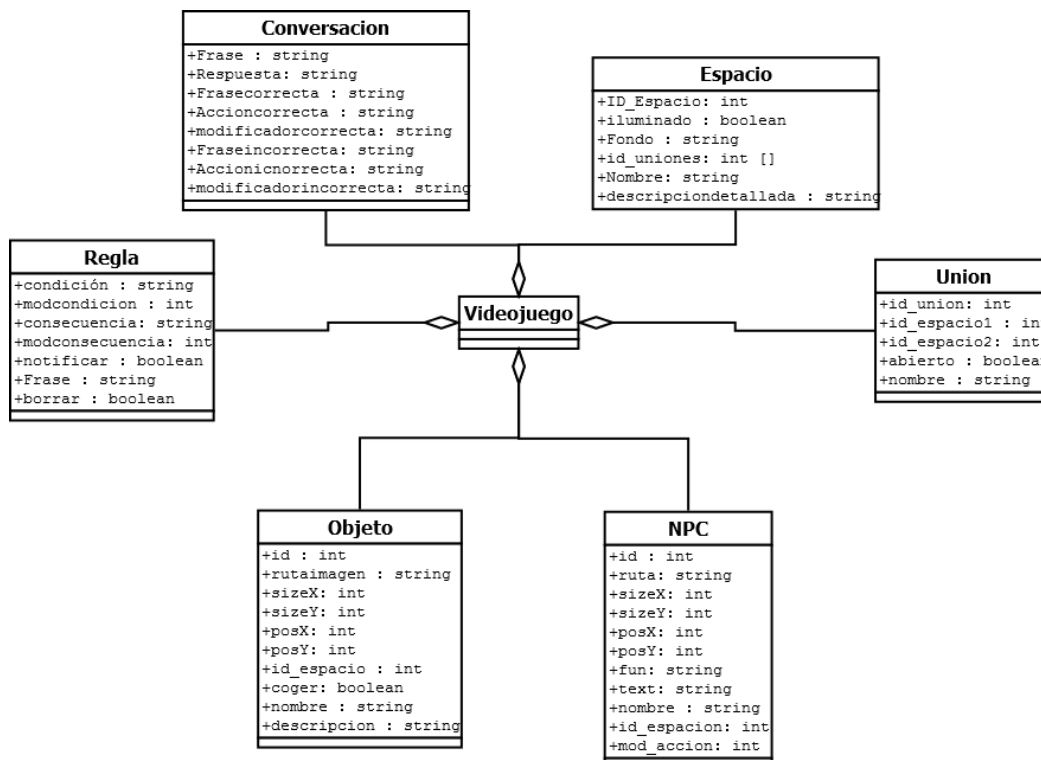 Conversacion
+Frase : string
+Respuesta: string
+Frasecorrecta : string
+Accioncorrecta : string
+modificadorcorrecta: string
+Fraseincorrecta: string
+Accionicnorrecta: string
+modificadorincorrecta: string
Espacio
+ID_Espacio: int
+iluminado : boolean
+Fondo : string
+id_uniones: int []
+Nombre: string
+descripciondetallada : string
Regla
+condición : string
+modcondicion : int
+consecuencia: string
+modconsecuencia: int
+notificar : boolean
+Frase : string
+borrar : boolean
Videojuego
Union
+id_union: int
+id_espacio1 : int
+id_espacio2: int
+abierto : boolean
+nombre : string
Objeto
+id : int
+rutaimagen : string
+sizeX: int
+sizeY: int
+posX: int
+posY: int
+id_espacio : int
+coger: boolean
+nombre : string
+descripcion : string
NPC
+id : int
+ruta: string
+sizeX: int
+sizeY: int
+posX: int
+posY: int
+fun: string
+text: string
+nombre : string
+id_espacion: int
+mod_accion: int